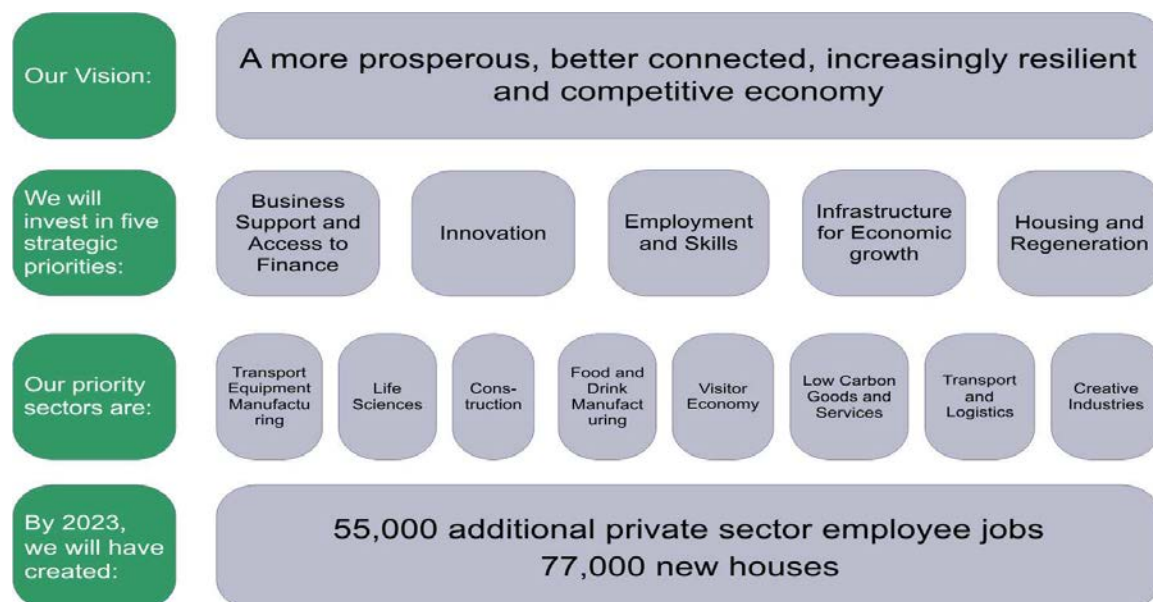 Our Vision:
A more prosperous, better connected, increasingly resilient
and competitive economy
We will
invest in five
strategic
priorities:
Business
Support and
Access to
Finance
Innovation
Employment
and Skills
Infrastructure
for Economic
growth
Housing and
Regeneration
Our priority
sectors are:
Transport
Equipment
Manufactu
ring
Life
Sciences
Cons-
truction
Food and
Drink
Manufact
uring
Visitor
Economy
Low Carbon
Goods and
Services
Transport
and
Logistics
Creative
Industries
By 2023,
we will have
created:
55,000 additional private sector employee jobs
77,000 new houses